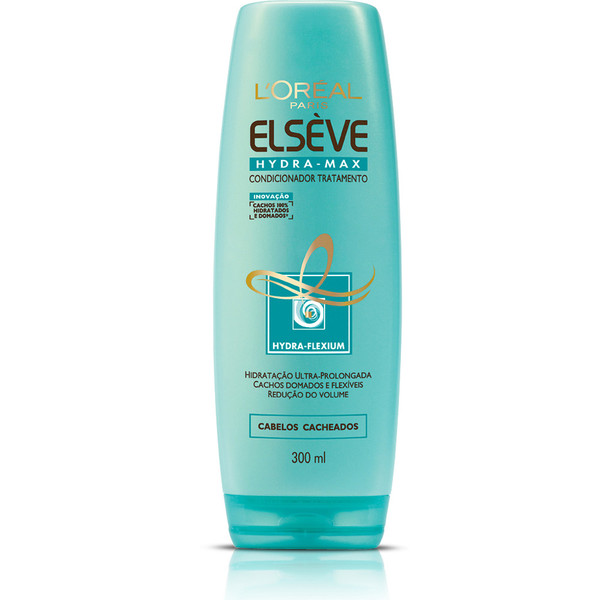 L'ORÉAL
PARIS
ELSÈVE
HYDRA-MAX
CONDICIONADOR TRATAMENTO
INOVAÇÃO
CACHOS 100%
HIDRATADOS
E DOMADOS*
HYDRA-FLEXIUM
HIDRATAÇÃO ULTRA-PROLONGADA
CACHOS DOMADOS E FLEXÍVEIS
REDUÇÃO DO VOLUME
CABELOS CACHEADOS
300 ml